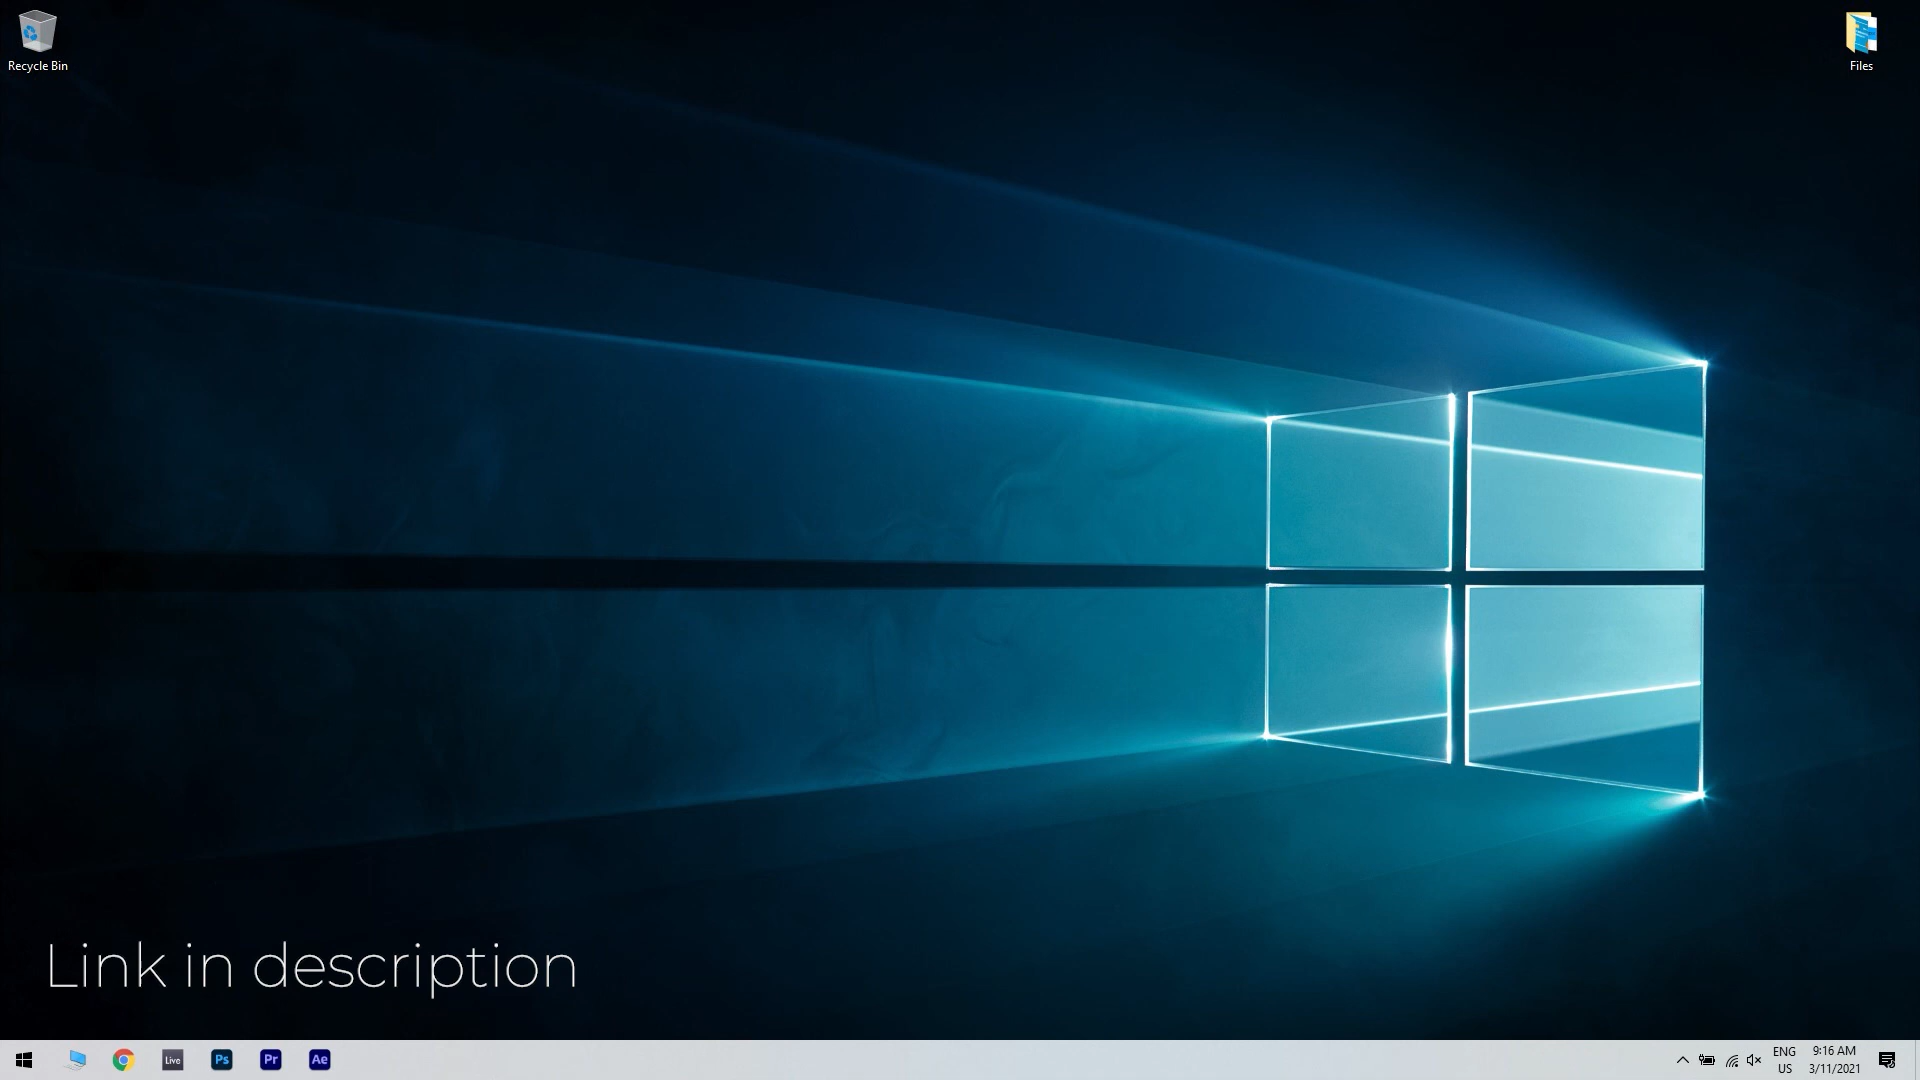 Recycle Bin
Files
Link in description
Live
Ps
Pr
Ae
ENG
US
9:16 AM
3/11/2021